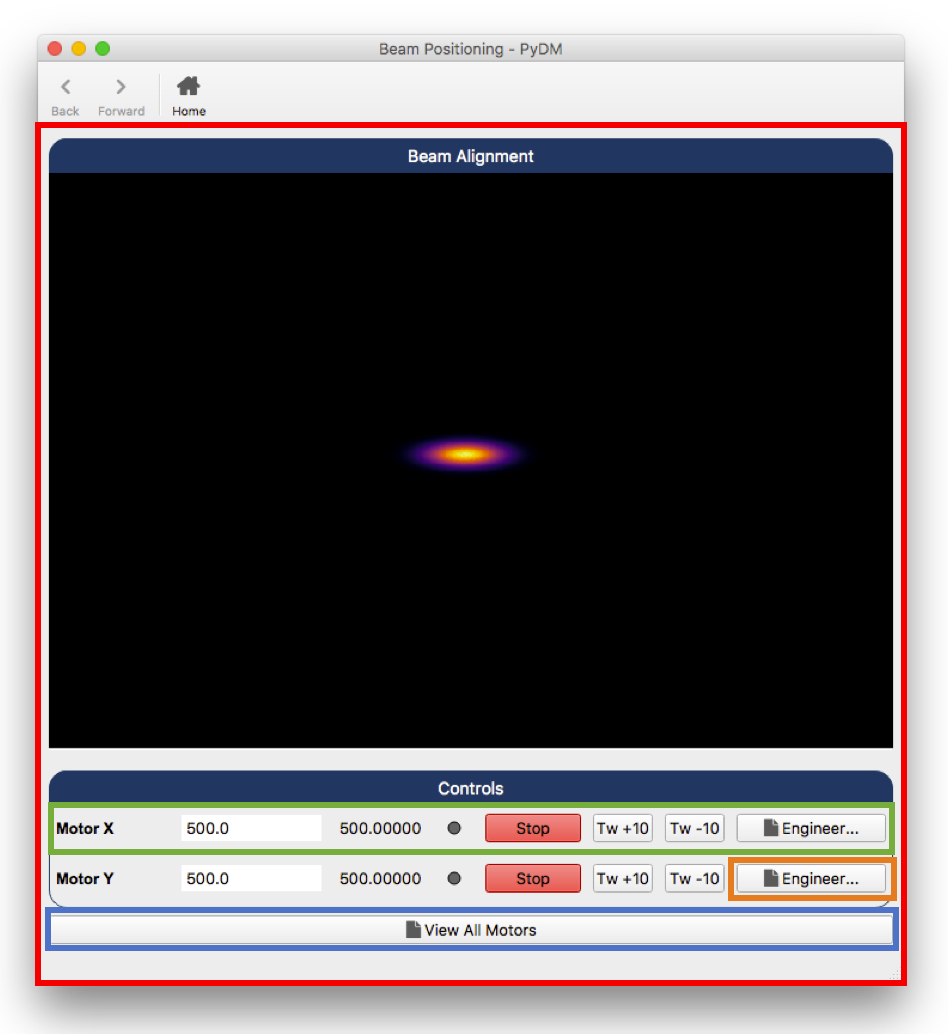 Beam Positioning - PyDM
Back Forward Home
Beam Alignment
Controls
Motor X 500.0 500.00000 Stop Tw +10 Tw -10 Engineer...
Motor Y 500.0 500.00000 Stop Tw +10 Tw -10 Engineer...
View All Motors